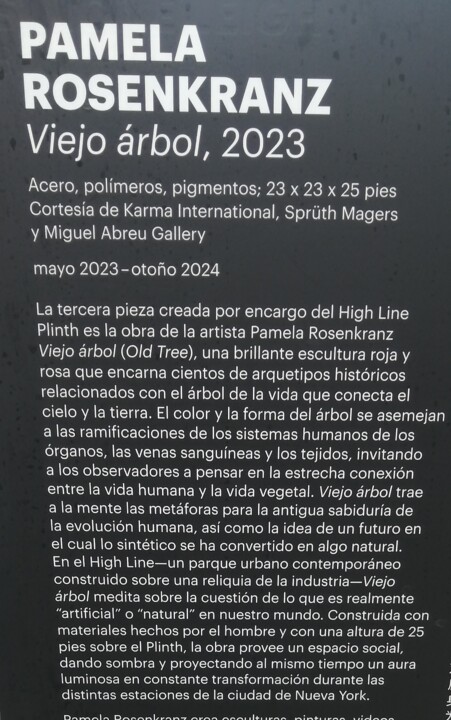 PAMELA
ROSENKRANZ
Viejo árbol, 2023
Acero, polímeros, pigmentos; 23 x 23 x 25 pies
Cortesía de Karma International, Sprüth Magers
y Miguel Abreu Gallery
mayo 2023–otoño 2024
La tercera pieza creada por encargo del High Line
Plinth es la obra de la artista Pamela Rosenkranz
Viejo árbol (Old Tree), una brillante escultura roja y
rosa que encarna cientos de arquetipos históricos
relacionados con el árbol de la vida que conecta el
cielo y la tierra. El color y la forma del árbol se asemejan
a las ramificaciones de los sistemas humanos de los
órganos, las venas sanguíneas y los tejidos, invitando
a los observadores a pensar en la estrecha conexión
entre la vida humana y la vida vegetal. Viejo árbol trae
a la mente las metáforas para la antigua sabiduría de
la evolución humana, así como la idea de un futuro en
el cual lo sintético se ha convertido en algo natural.
En el High Line—un parque urbano contemporáneo
construido sobre una reliquia de la industria—Viejo
árbol medita sobre la cuestión de lo que es realmente
“artificial” o “natural” en nuestro mundo. Construida con
materiales hechos por el hombre y con una altura de 25
pies sobre el Plinth, la obra provee un espacio social,
dando sombra y proyectando al mismo tiempo un aura
luminosa en constante transformación durante las
distintas estaciones de la ciudad de Nueva York.
Pamela Rosenkranz crea esculturas, pinturas, videos